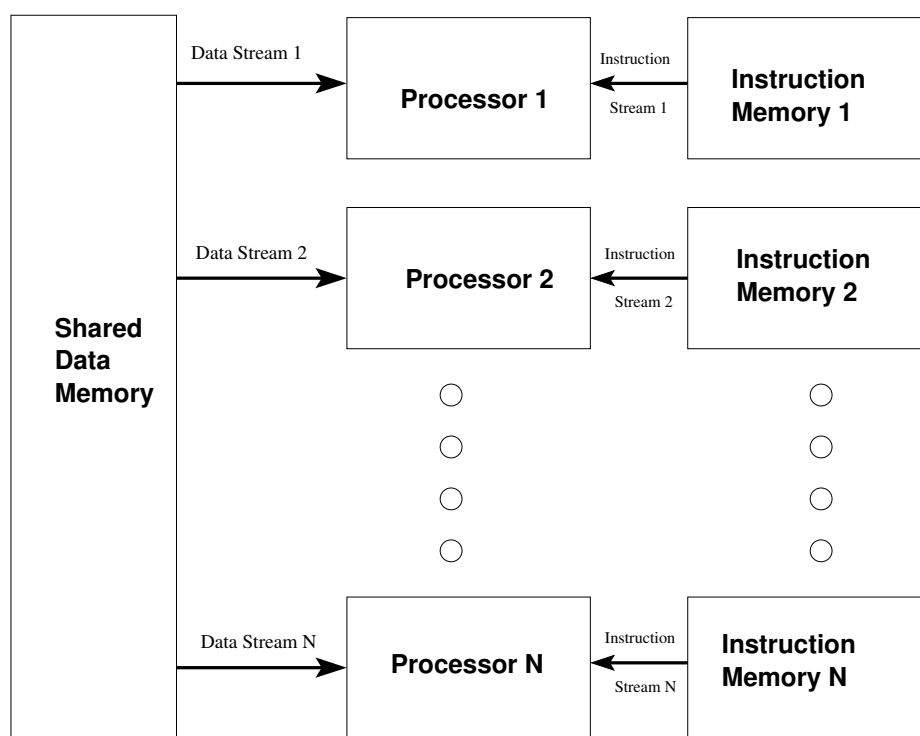 Data Stream 1
Processor 1
Instruction
Stream 1
Instruction
Memory 1
Data Stream 2
Processor 2
Instruction
Stream 2
Instruction
Memory 2
Shared
Data
Memory
Data Stream N
Processor N
Instruction
Stream N
Instruction
Memory N